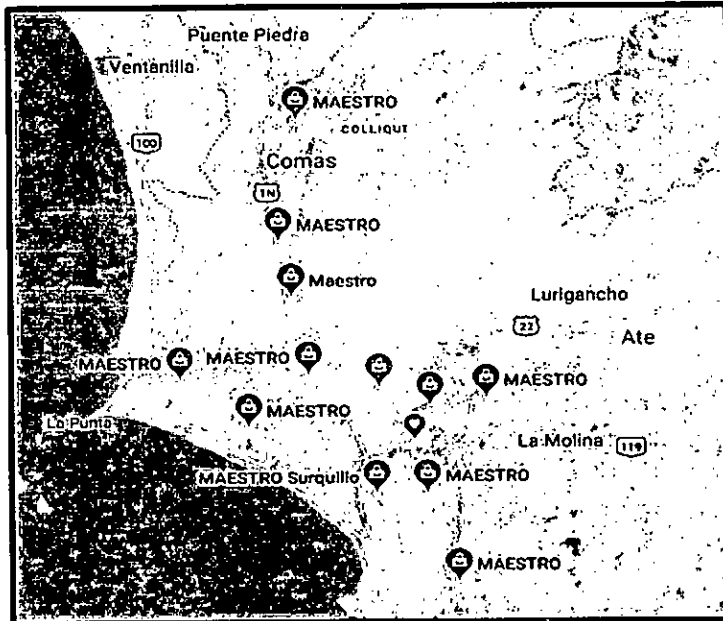 Puente Piedra
Ventanilla
MAESTRO
COLLIQUE
100
Comas
1N
MAESTRO
Maestro
Lurigancho
22
Ate
MAESTRO
MAESTRO
MAESTRO
MAESTRO
La Punta
La Molina
119
MAESTRO Surquillo
MAESTRO
MAESTRO